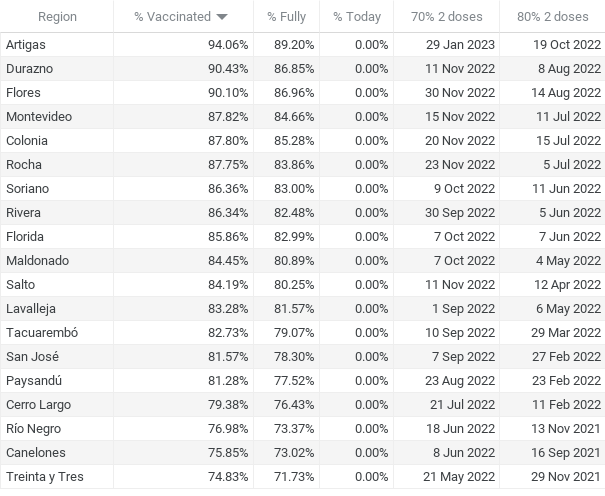 Region % Vaccinated % Fully % Today 70% 2 doses 80% 2 doses
Artigas 94.06% 89.20% 0.00% 29 Jan 2023 19 Oct 2022
Durazno 90.43% 86.85% 0.00% 11 Nov 2022 8 Aug 2022
Flores 90.10% 86.96% 0.00% 30 Nov 2022 14 Aug 2022
Montevideo 87.82% 84.66% 0.00% 15 Nov 2022 11 Jul 2022
Colonia 87.80% 85.28% 0.00% 20 Nov 2022 15 Jul 2022
Rocha 87.75% 83.86% 0.00% 23 Nov 2022 5 Jul 2022
Soriano 86.36% 83.00% 0.00% 9 Oct 2022 11 Jun 2022
Rivera 86.34% 82.48% 0.00% 30 Sep 2022 5 Jun 2022
Florida 85.86% 82.99% 0.00% 7 Oct 2022 7 Jun 2022
Maldonado 84.45% 80.89% 0.00% 7 Oct 2022 4 May 2022
Salto 84.19% 80.25% 0.00% 11 Nov 2022 12 Apr 2022
Lavalleja 83.28% 81.57% 0.00% 1 Sep 2022 6 May 2022
Tacuarembó 82.73% 79.07% 0.00% 10 Sep 2022 29 Mar 2022
San José 81.57% 78.30% 0.00% 7 Sep 2022 27 Feb 2022
Paysandú 81.28% 77.52% 0.00% 23 Aug 2022 23 Feb 2022
Cerro Largo 79.38% 76.43% 0.00% 21 Jul 2022 11 Feb 2022
Río Negro 76.98% 73.37% 0.00% 18 Jun 2022 13 Nov 2021
Canelones 75.85% 73.02% 0.00% 8 Jun 2022 16 Sep 2021
Treinta y Tres 74.83% 71.73% 0.00% 21 May 2022 29 Nov 2021